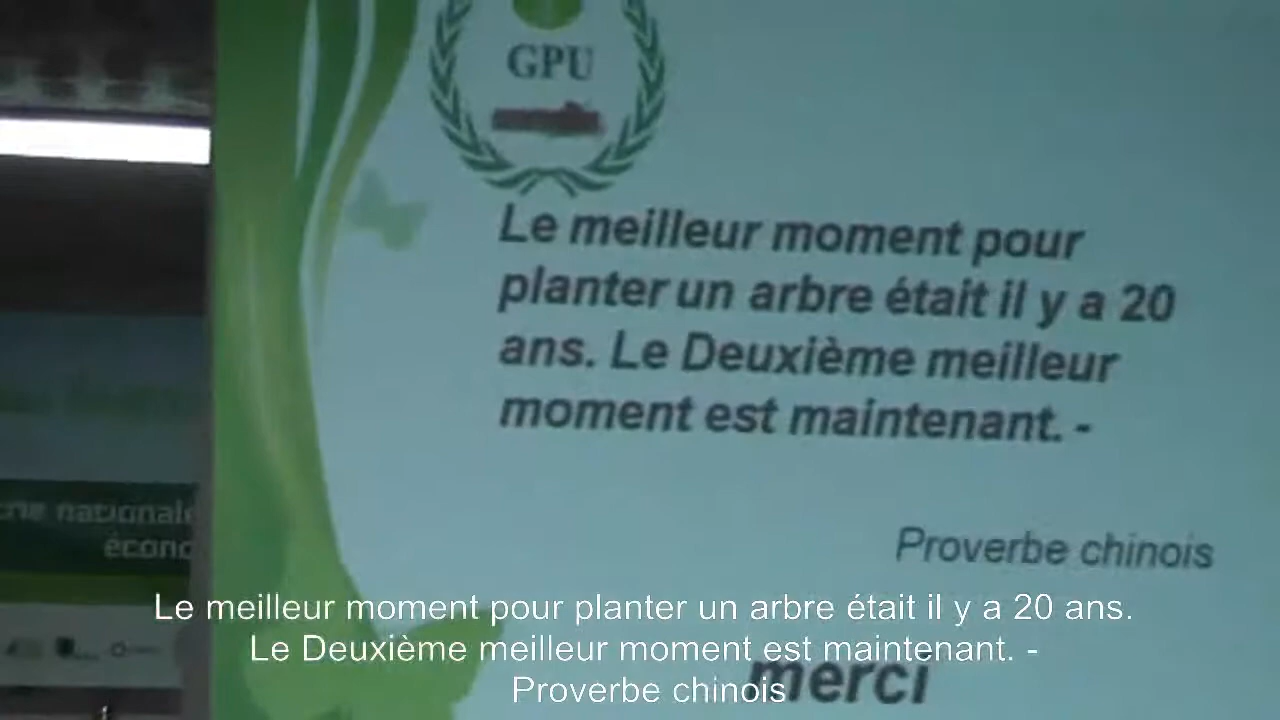 GPU
Le meilleur moment pour
planter un arbre était il y a 20
ans. Le Deuxième meilleur
moment est maintenant. -
Proverbe chinois
nationale
écono
Le meilleur moment pour planter un arbre était il y a 20 ans.
Le Deuxième meilleur moment est maintenant. -
Proverbe chinois
merci